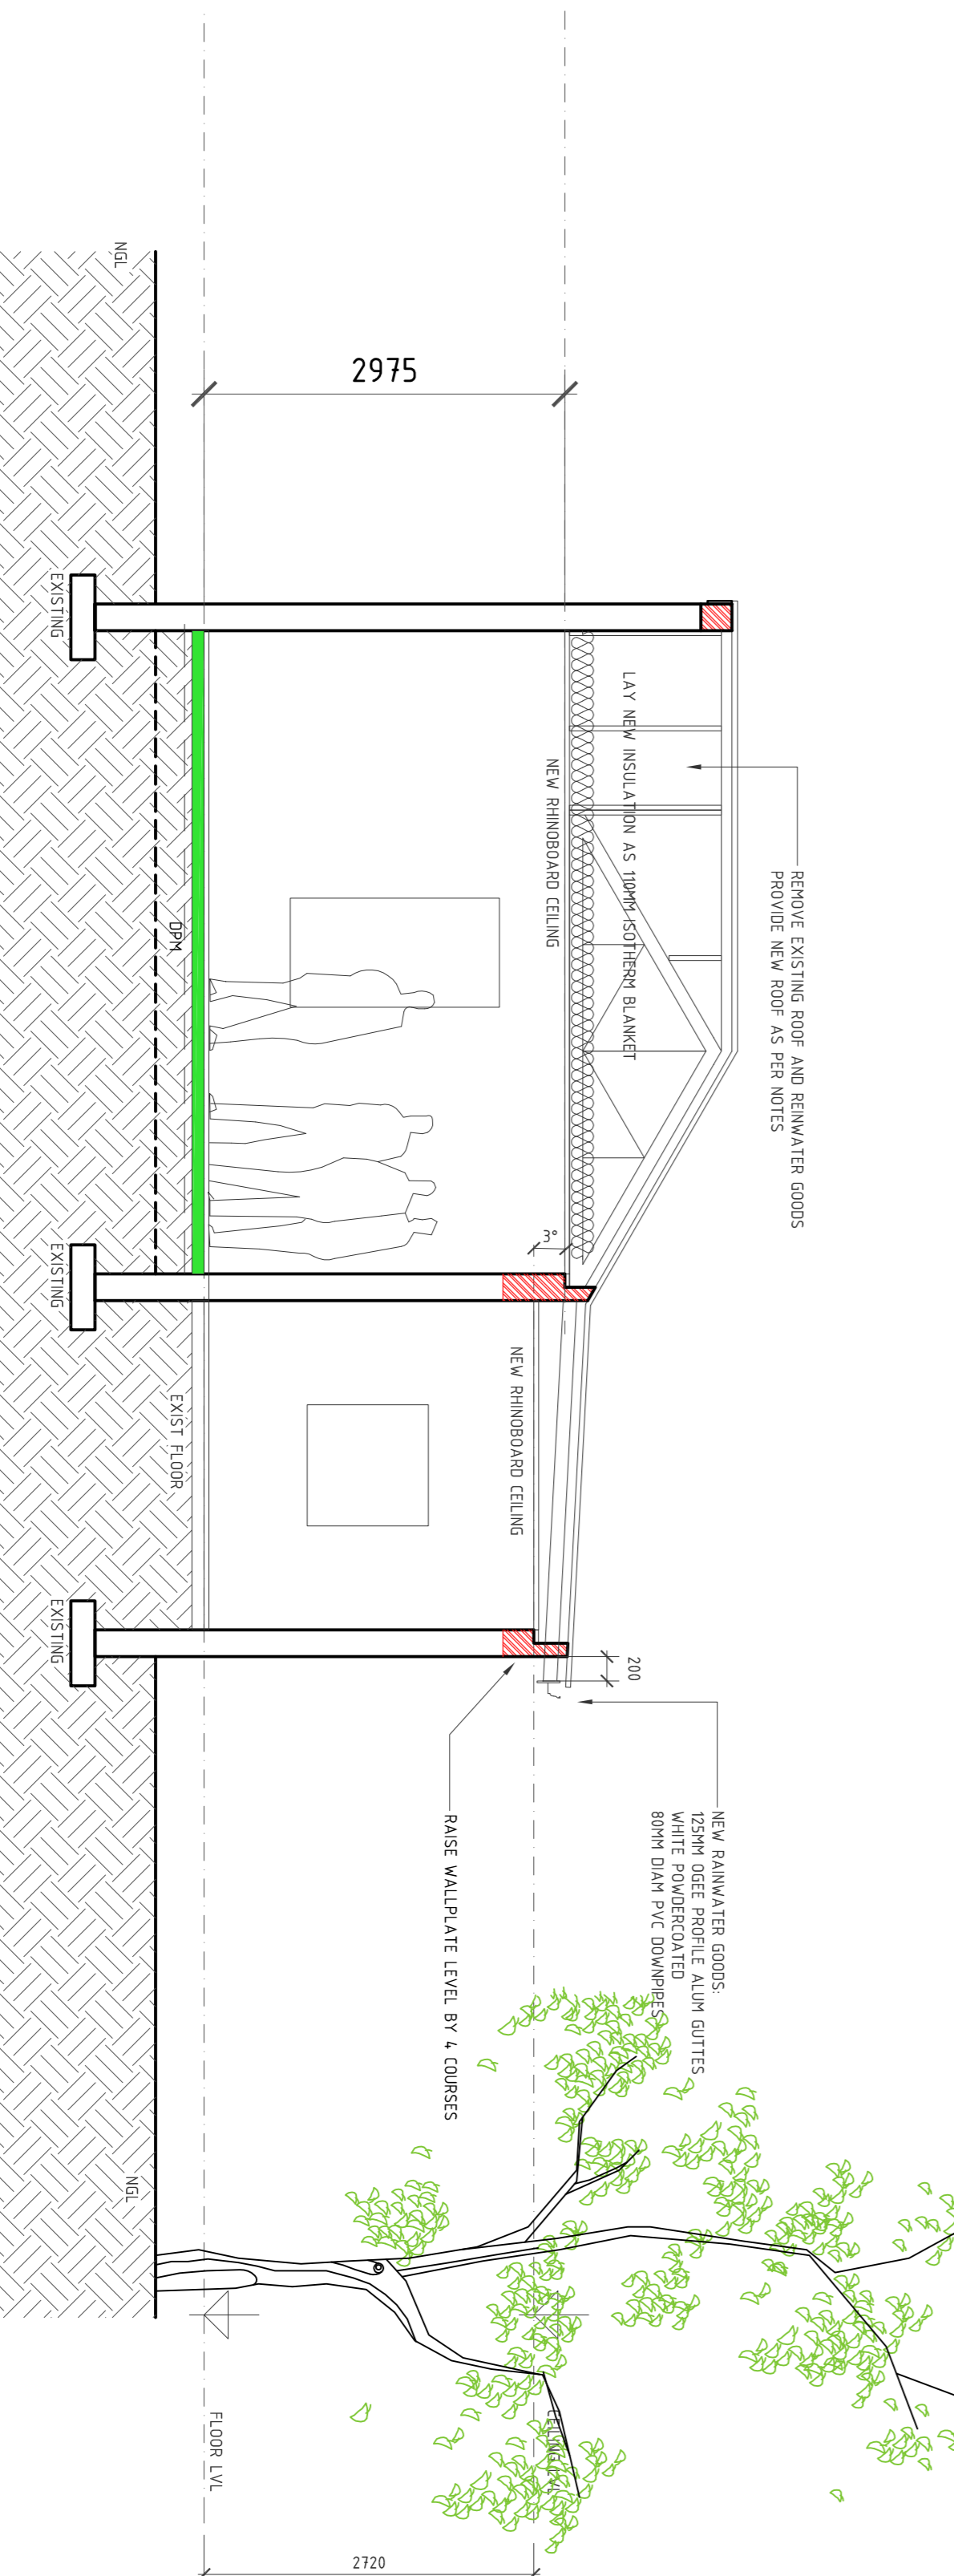 REMOVE EXISTING ROOF AND REINWATER GOODS
PROVIDE NEW ROOF AS PER NOTES
LAY NEW INSULATION AS 110MM ISOTHERM BLANKET
NEW RHINOBOARD CEILING
2975
3°
200
NEW RAINWATER GOODS:
125MM OGEE PROFILE ALUM GUTTES
WHITE POWDERCOATED
80MM DIAM PVC DOWNPIPES
NEW RHINOBOARD CEILING
RAISE WALLPLATE LEVEL BY 4 COURSES
CEILING LVL
2720
FLOOR LVL
DPM
EXIST FLOOR
NGL
NGL
EXISTING
EXISTING
EXISTING